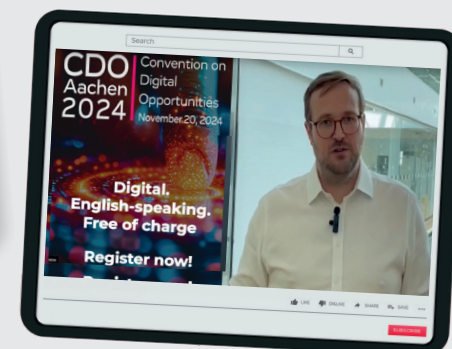 Search
CDO
Aachen
2024
Convention on
Digital
Opportunities
November 20, 2024
Digital.
English-speaking.
Free of charge
Register now!
LIKE DISLIKE SHARE SAVE
SUBSCRIBE